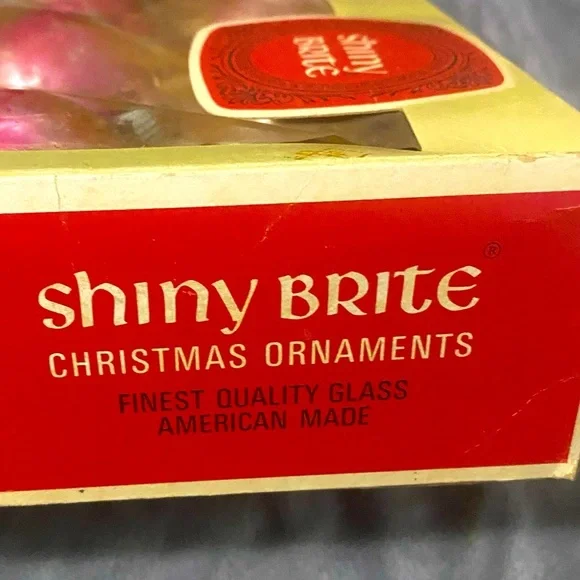 shiny
BRITE
shiny BRITE®
CHRISTMAS ORNAMENTS
FINEST QUALITY GLASS
AMERICAN MADE